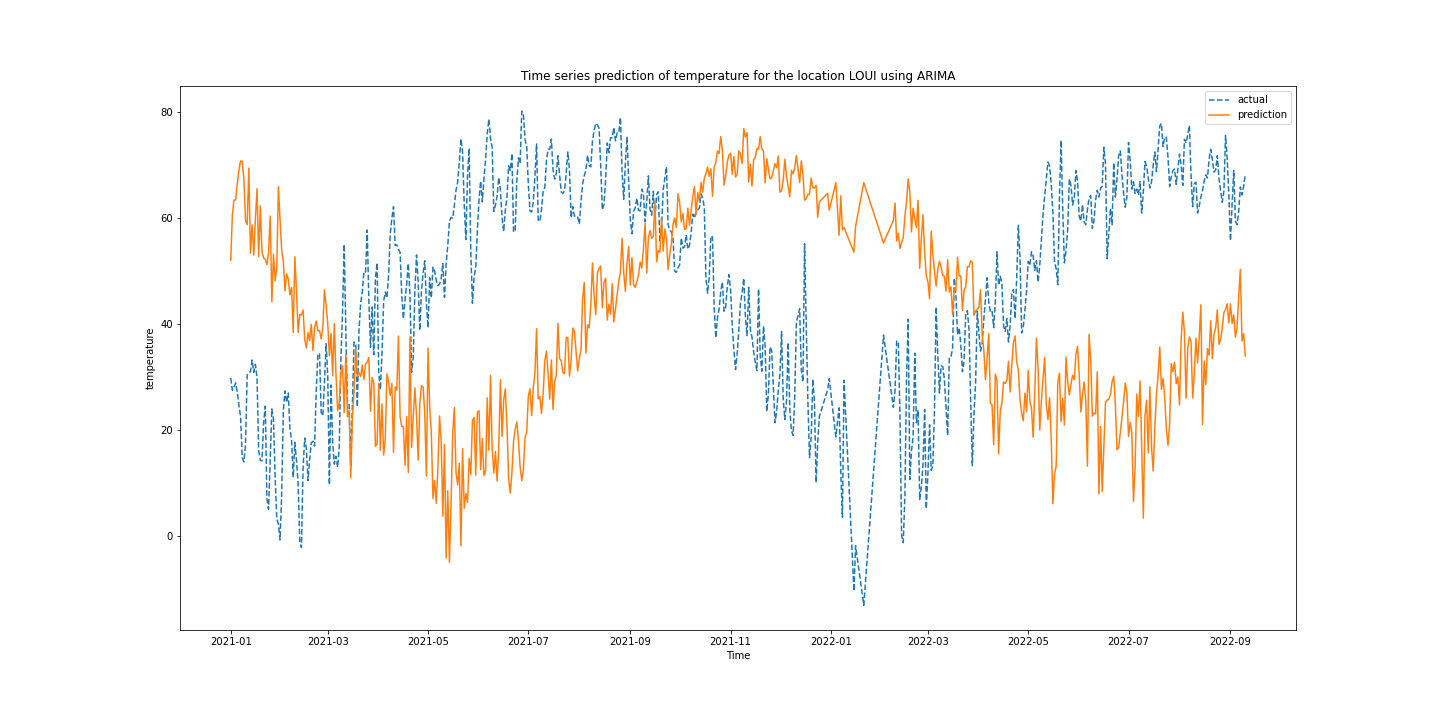 Time series prediction of temperature for the location LOUI using ARIMA
actual
prediction
80
60
40
20
0
temperature
2021-01 2021-03 2021-05 2021-07 2021-09 2021-11 2022-01 2022-03 2022-05 2022-07 2022-09
Time